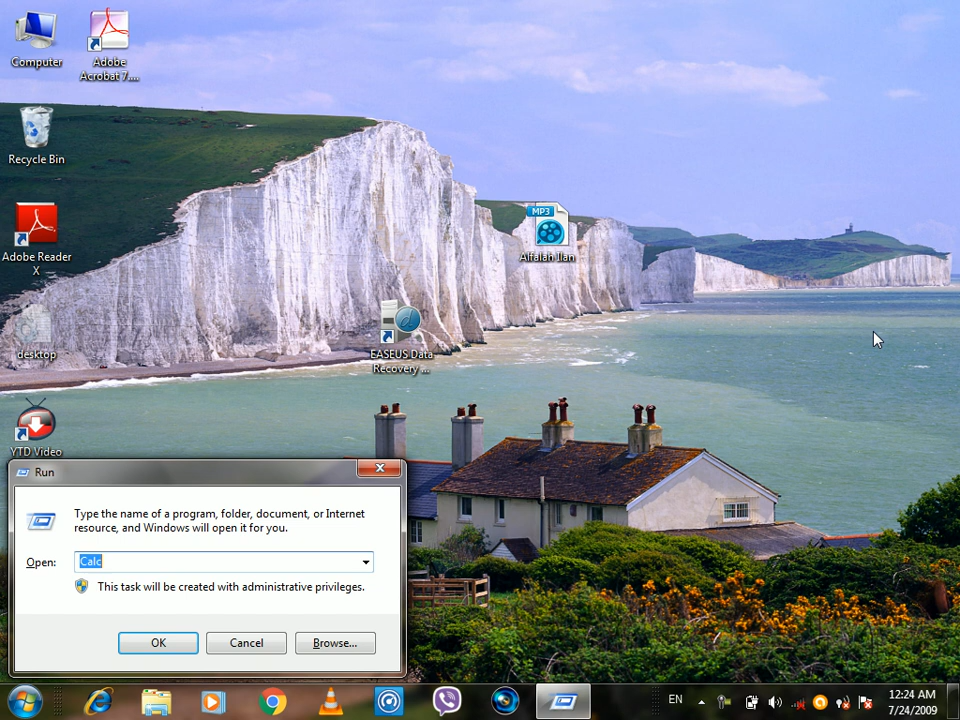 Computer
Adobe
Acrobat 7....
Recycle Bin
Adobe Reader
X
MP3
Alfalah Ilan
desktop
EASEUS Data
Recovery ...
YTD Video
Run
Type the name of a program, folder, document, or Internet
resource, and Windows will open it for you.
Open:
Calc
This task will be created with administrative privileges.
OK
Cancel
Browse...
EN
12:24 AM
7/24/2009